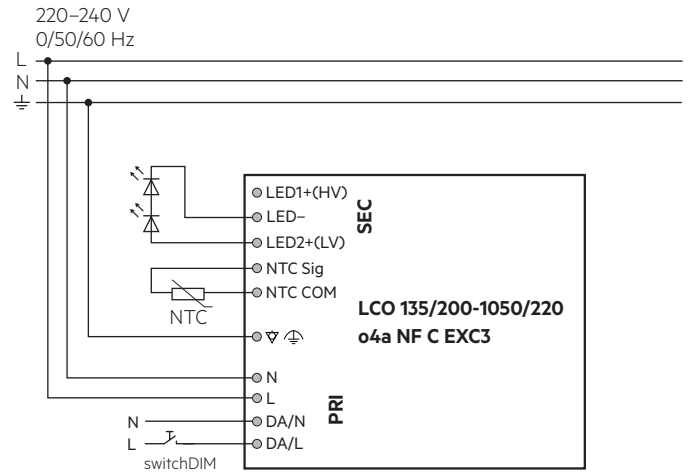 220–240 V
0/50/60 Hz
L
N
LED1+(HV)
LED–
SEC
LED2+(LV)
NTC Sig
NTC COM
NTC
LCO 135/200-1050/220
o4a NF C EXC3
N
L
PRI
N
DA/N
L
DA/L
switchDIM